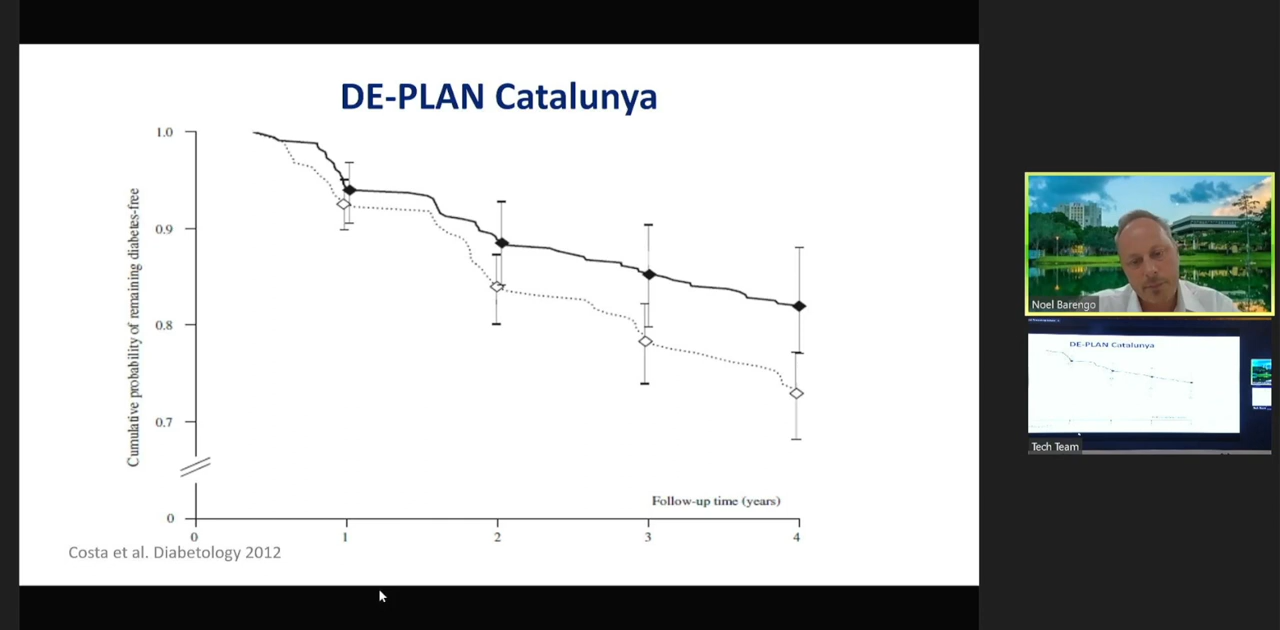 DE-PLAN Catalunya
1.0
0.9
0.8
0.7
0
Cumulative probability of remaining diabetes-free
Follow-up time (years)
0
1
2
3
4
Costa et al. Diabetology 2012
Noel Barengo
DE-PLAN Catalunya
Tech Team